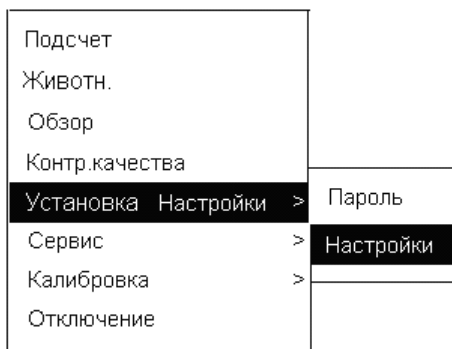 Подсчет
Животн.
Обзор
Контр.качества
Установка Настройки >
Сервис >
Калибровка >
Отключение
Пароль
Настройки